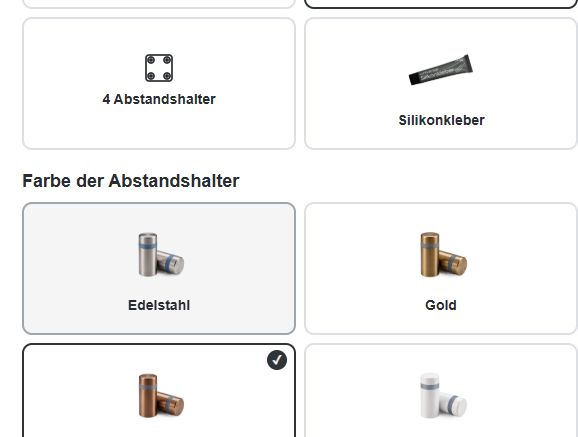 4 Abstandshalter
Silikonkleber
Farbe der Abstandshalter
Edelstahl
Gold